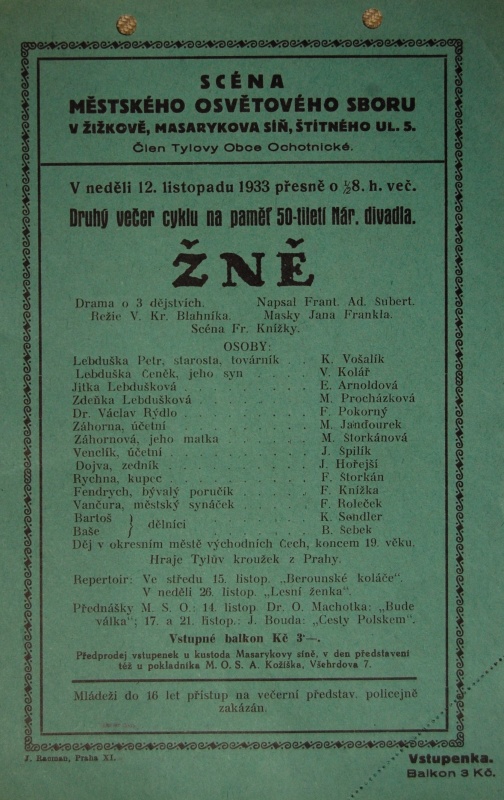 SCÉNA
MĚSTSKÉHO OSVĚTOVÉHO SBORU
V ŽIŽKOVĚ, MASARYKOVA SÍŇ, ŠTÍTNÉHO UL. 5.
Člen Tylovy Obce Ochotnické.
V neděli 12. listopadu 1933 přesně o ½8. h. več.
Druhý večer cyklu na paměť 50-tiletí Nár. divadla.
ŽNĚ
Drama o 3 dějstvích. Napsal Frant. Ad. Šubert.
Režie V. Kr. Blahníka. Masky Jana Frankla.
Scéna Fr. Knížky.
OSOBY:
Lebduška Petr, starosta, továrník . . K. Vošalík
Lebduška Čeněk, jeho syn . . . . V. Kolář
Jitka Lebdušková . . . . . . . E. Arnoldová
Zdeňka Lebdušková . . . . . . . M. Procházková
Dr. Václav Rýdlo . . . . . . . F. Pokorný
Záhorna, účetní . . . . . . . M. Janďourek
Záhornová, jeho matka . . . . . M. Štorkánová
Venclík, účetní . . . . . . . J. Špilík
Dojva, zedník . . . . . . . . J. Hořejší
Rychna, kupec . . . . . . . . F. Štorkán
Fendrych, bývalý poručík . . . . F. Knížka
Vančura, městský synáček . . . . F. Roleček
Bartoš } dělníci . . . . . . . K. Sendler
Baše } B. Šebek
Děj v okresním městě východních Čech, koncem 19. věku.
Hraje Tylův kroužek z Prahy.
Repertoir: Ve středu 15. listop. „Berounské koláče“.
V neděli 26. listop. „Lesní ženka“.
Přednášky M. S. O.: 14. listop. Dr. O. Machotka: „Bude
válka“; 17. a 21. listop.: J. Bouda: „Cesty Polskem“.
Vstupné balkon Kč 3·—.
Předprodej vstupenek u kustoda Masarykovy síně, v den představení
též u pokladníka M. O. S. A. Kožíška, Všehrdova 7.
Mládeži do 16 let přístup na večerní představ. policejně
zakázán.
J. Racman, Praha XI.
Vstupenka.
Balkon 3 Kč.